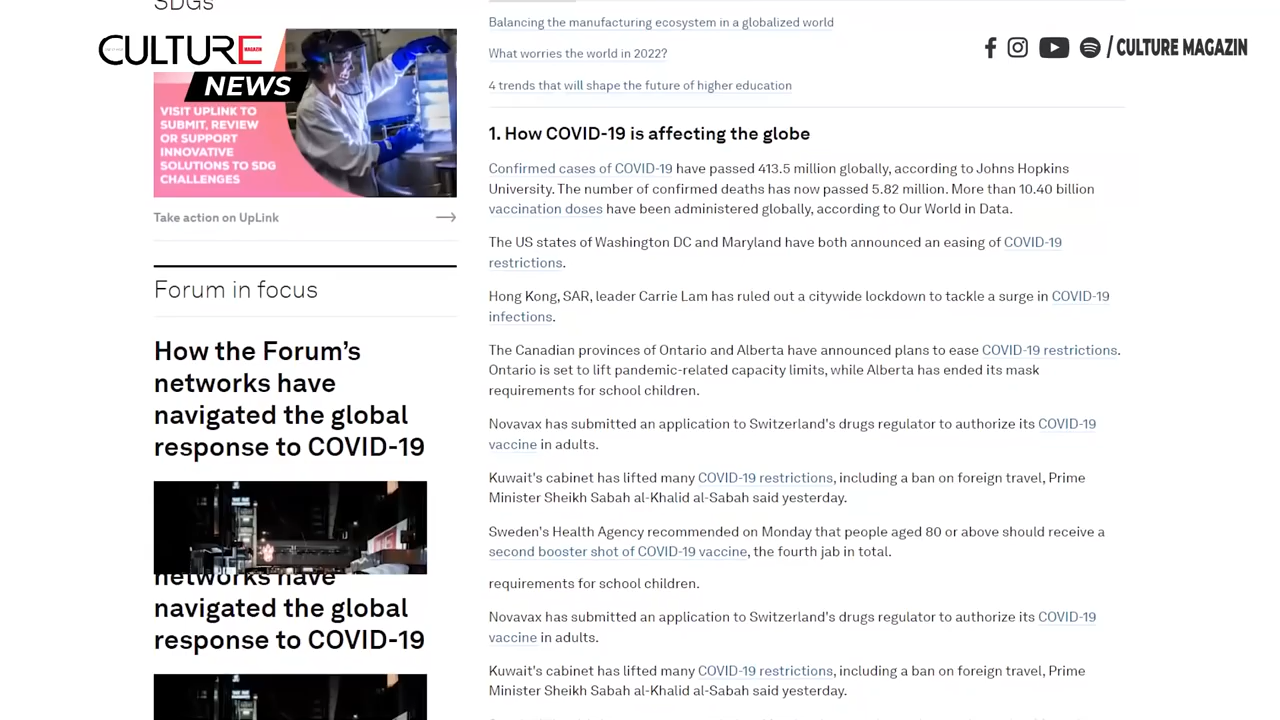 SDGs
CULTURE
MAGAZIN
NEWS
VISIT UPLINK TO
SUBMIT, REVIEW
OR SUPPORT
INNOVATIVE
SOLUTIONS TO SDG
CHALLENGES
Take action on UpLink
Forum in focus
How the Forum's
networks have
navigated the global
response to COVID-19
networks have
navigated the global
response to COVID-19
/ CULTURE MAGAZIN
Balancing the manufacturing ecosystem in a globalized world
What worries the world in 2022?
4 trends that will shape the future of higher education
1. How COVID-19 is affecting the globe
Confirmed cases of COVID-19 have passed 413.5 million globally, according to Johns Hopkins
University. The number of confirmed deaths has now passed 5.82 million. More than 10.40 billion
vaccination doses have been administered globally, according to Our World in Data.
The US states of Washington DC and Maryland have both announced an easing of COVID-19
restrictions.
Hong Kong, SAR, leader Carrie Lam has ruled out a citywide lockdown to tackle a surge in COVID-19
infections.
The Canadian provinces of Ontario and Alberta have announced plans to ease COVID-19 restrictions.
Ontario is set to lift pandemic-related capacity limits, while Alberta has ended its mask
requirements for school children.
Novavax has submitted an application to Switzerland's drugs regulator to authorize its COVID-19
vaccine in adults.
Kuwait's cabinet has lifted many COVID-19 restrictions, including a ban on foreign travel, Prime
Minister Sheikh Sabah al-Khalid al-Sabah said yesterday.
Sweden's Health Agency recommended on Monday that people aged 80 or above should receive a
second booster shot of COVID-19 vaccine, the fourth jab in total.
requirements for school children.
Novavax has submitted an application to Switzerland's drugs regulator to authorize its COVID-19
vaccine in adults.
Kuwait's cabinet has lifted many COVID-19 restrictions, including a ban on foreign travel, Prime
Minister Sheikh Sabah al-Khalid al-Sabah said yesterday.